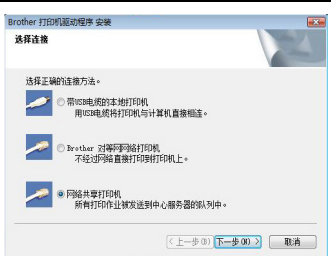 Brother 打印机驱动程序 安装
选择连接
选择正确的连接方法。
带USB电缆的本地打印机
用USB电缆将打印机与计算机直接相连。
Brother 对等网网络打印机
不经过网络直接打印到打印机上。
网络共享打印机
所有打印作业被发送到中心服务器的队列中。
< 上一步(B) 下一步(N) > 取消